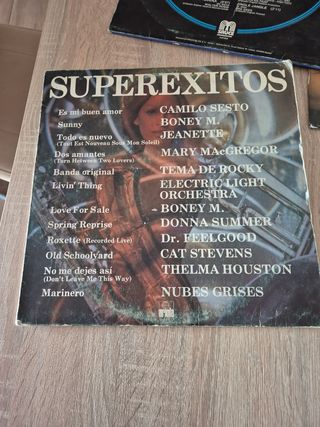 SUPEREXITOS
Es mi buen amor CAMILO SESTO
Sunny BONEY M.
Todo es nuevo JEANETTE
(Tout Est Nouveau Sous Mon Soleil)
Dos amantes MARY MacGREGOR
(Torn Between Two Lovers)
Banda original TEMA DE ROCKY
Livin' Thing ELECTRIC LIGHT
ORCHESTRA
Love For Sale BONEY M.
Spring Reprise DONNA SUMMER
Roxette (Recorded Live) Dr. FEELGOOD
Old Schoolyard CAT STEVENS
No me dejes asi THELMA HOUSTON
(Don't Leave Me This Way)
Marinero NUBES GRISES